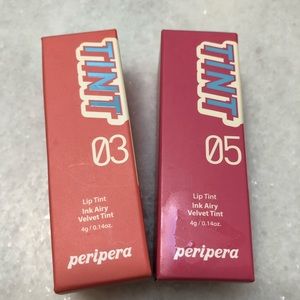 TINT
03
Lip Tint
Ink Airy
Velvet Tint
4g / 0.14oz.
peripera
TINT
05
Lip Tint
Ink Airy
Velvet Tint
4g / 0.14oz.
peripera